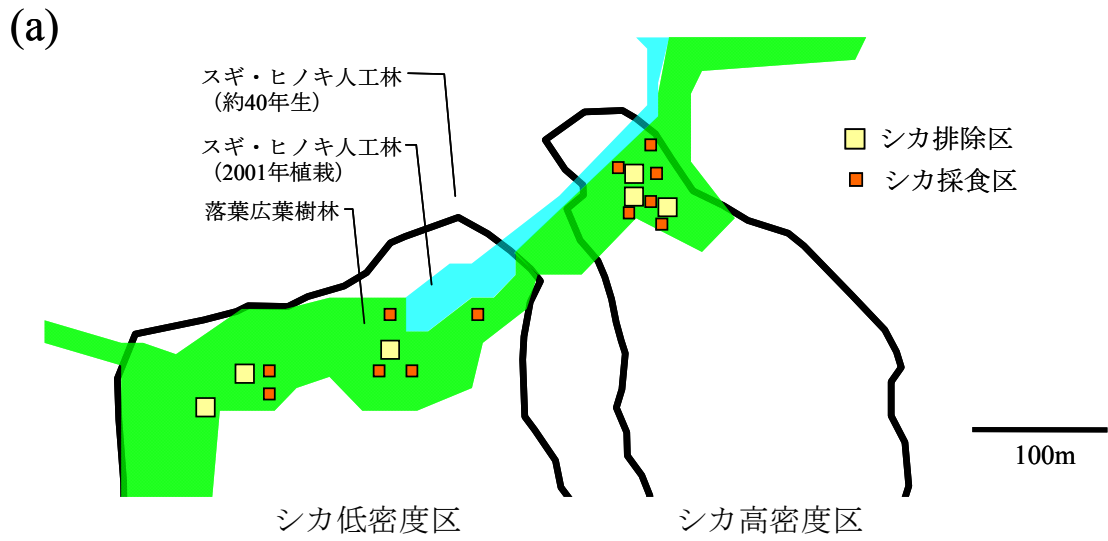 (a)
スギ・ヒノキ人工林
（約40年生）
スギ・ヒノキ人工林
（2001年植栽）
落葉広葉樹林
シカ排除区
シカ採食区
100m
シカ低密度区
シカ高密度区